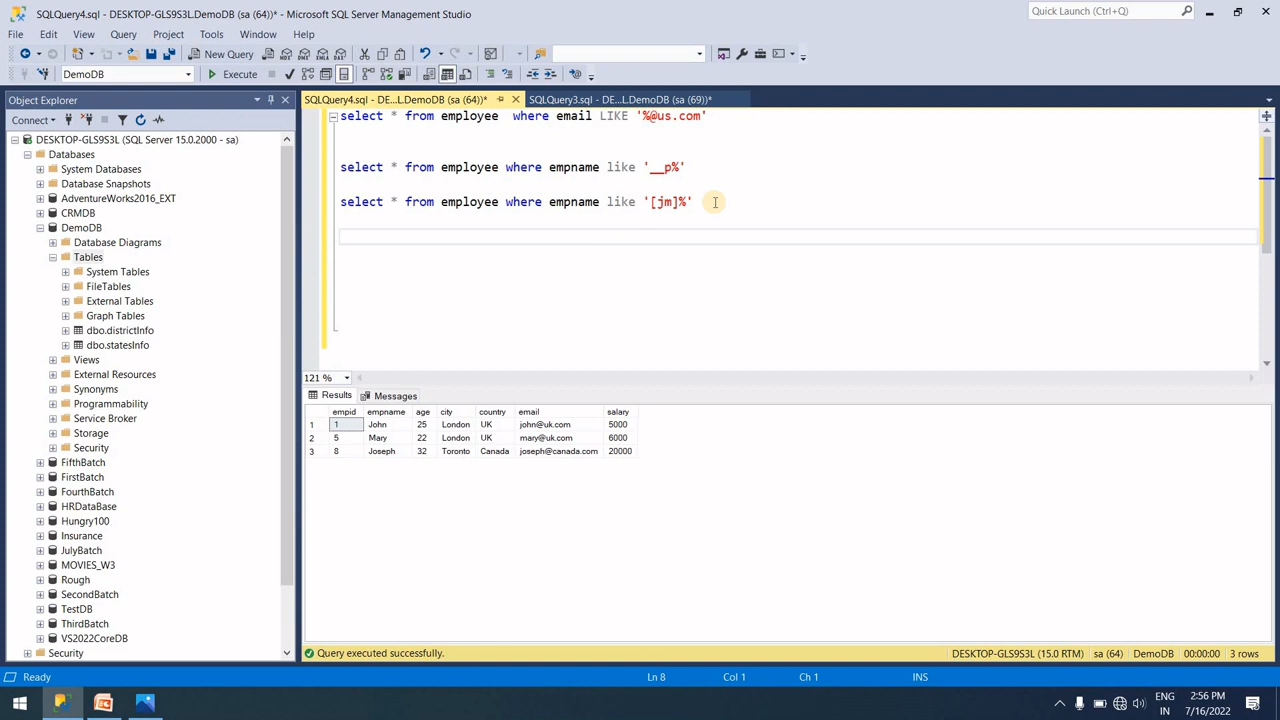 SQLQuery4.sql - DESKTOP-GLS9S3L.DemoDB (sa (64))* - Microsoft SQL Server Management Studio
Quick Launch (Ctrl+Q)
File Edit View Query Project Tools Window Help
New Query
DemoDB Execute
Object Explorer
SQLQuery4.sql - DE...L.DemoDB (sa (64))* SQLQuery3.sql - DE...L.DemoDB (sa (69))*
Connect
DESKTOP-GLS9S3L (SQL Server 15.0.2000 - sa)
Databases
System Databases
Database Snapshots
AdventureWorks2016_EXT
CRMDB
DemoDB
Database Diagrams
Tables
System Tables
FileTables
External Tables
Graph Tables
dbo.districtInfo
dbo.statesInfo
Views
External Resources
Synonyms
Programmability
Service Broker
Storage
Security
FifthBatch
FirstBatch
FourthBatch
HRDataBase
Hungry100
Insurance
JulyBatch
MOVIES_W3
Rough
SecondBatch
TestDB
ThirdBatch
VS2022CoreDB
Security
select * from employee  where email LIKE '%@us.com'
select * from employee where empname like '__p%'
select * from employee where empname like '[jm]%'
121 %
Results Messages
empid empname age city country email salary
1 1 John 25 London UK john@uk.com 5000
2 5 Mary 22 London UK mary@uk.com 6000
3 8 Joseph 32 Toronto Canada joseph@canada.com 20000
Query executed successfully. DESKTOP-GLS9S3L (15.0 RTM) sa (64) DemoDB 00:00:00 3 rows
Ready Ln 8 Col 1 Ch 1 INS
ENG
IN
2:56 PM
7/16/2022